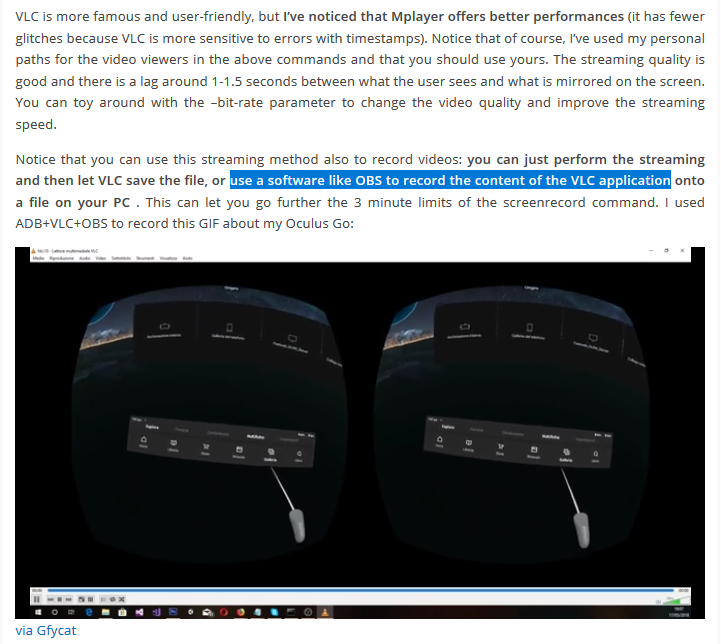 VLC is more famous and user-friendly, but I've noticed that Mplayer offers better performances (it has fewer
glitches because VLC is more sensitive to errors with timestamps). Notice that of course, I've used my personal
paths for the video viewers in the above commands and that you should use yours. The streaming quality is
good and there is a lag around 1-1.5 seconds between what the user sees and what is mirrored on the screen.
You can toy around with the –bit-rate parameter to change the video quality and improve the streaming
speed.
Notice that you can use this streaming method also to record videos: you can just perform the streaming
and then let VLC save the file, or use a software like OBS to record the content of the VLC application onto
a file on your PC . This can let you go further the 3 minute limits of the screenrecord command. I used
ADB+VLC+OBS to record this GIF about my Oculus Go:
Media Riproduzione Audio Video Sottotitolo Strumenti Visualizza Aiuto
via Gfycat